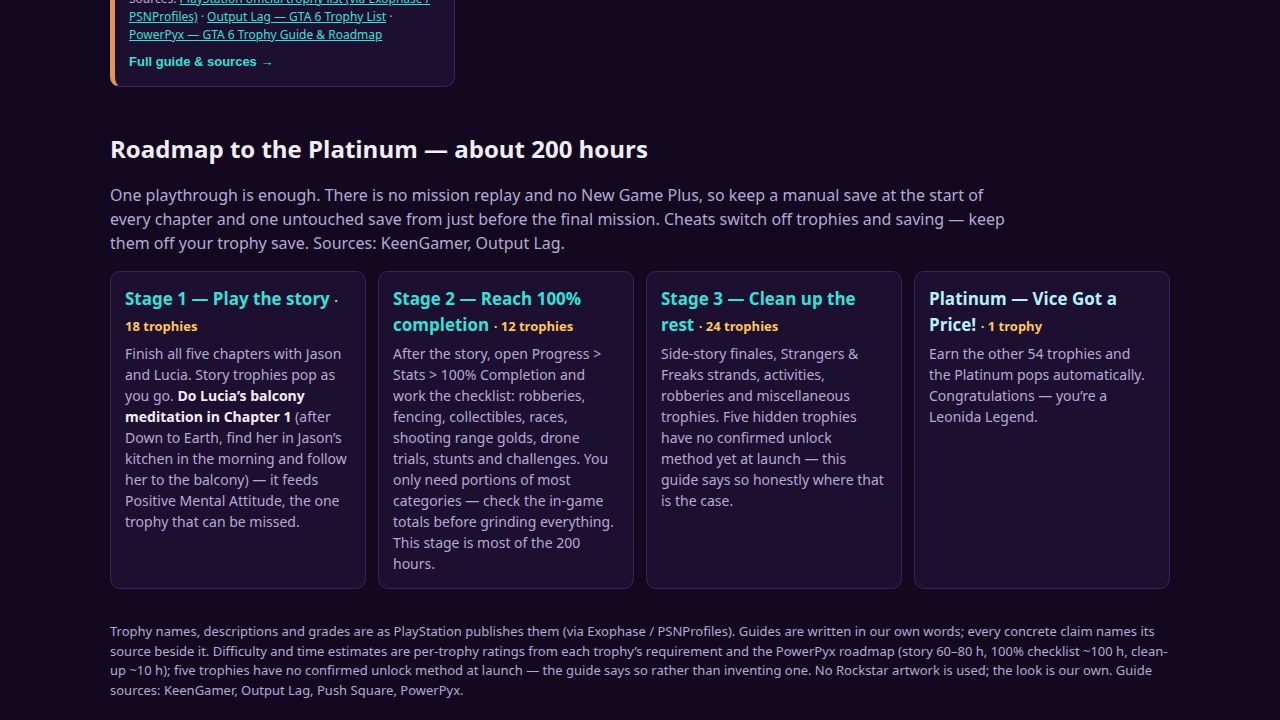 Sources: PlayStation official trophy list (via Exophase /
PSNProfiles) · Output Lag — GTA 6 Trophy List ·
PowerPyx — GTA 6 Trophy Guide & Roadmap
Full guide & sources →
Roadmap to the Platinum — about 200 hours
One playthrough is enough. There is no mission replay and no New Game Plus, so keep a manual save at the start of
every chapter and one untouched save from just before the final mission. Cheats switch off trophies and saving — keep
them off your trophy save. Sources: KeenGamer, Output Lag.
Stage 1 — Play the story ·
18 trophies
Finish all five chapters with Jason
and Lucia. Story trophies pop as
you go. Do Lucia’s balcony
meditation in Chapter 1 (after
Down to Earth, find her in Jason’s
kitchen in the morning and follow
her to the balcony) — it feeds
Positive Mental Attitude, the one
trophy that can be missed.
Stage 2 — Reach 100%
completion · 12 trophies
After the story, open Progress >
Stats > 100% Completion and
work the checklist: robberies,
fencing, collectibles, races,
shooting range golds, drone
trials, stunts and challenges. You
only need portions of most
categories — check the in-game
totals before grinding everything.
This stage is most of the 200
hours.
Stage 3 — Clean up the
rest · 24 trophies
Side-story finales, Strangers &
Freaks strands, activities,
robberies and miscellaneous
trophies. Five hidden trophies
have no confirmed unlock
method yet at launch — this
guide says so honestly where that
is the case.
Platinum — Vice Got a
Price! · 1 trophy
Earn the other 54 trophies and
the Platinum pops automatically.
Congratulations — you’re a
Leonida Legend.
Trophy names, descriptions and grades are as PlayStation publishes them (via Exophase / PSNProfiles). Guides are written in our own words; every concrete claim names its
source beside it. Difficulty and time estimates are per-trophy ratings from each trophy’s requirement and the PowerPyx roadmap (story 60–80 h, 100% checklist ~100 h, clean-
up ~10 h); five trophies have no confirmed unlock method at launch — the guide says so rather than inventing one. No Rockstar artwork is used; the look is our own. Guide
sources: KeenGamer, Output Lag, Push Square, PowerPyx.